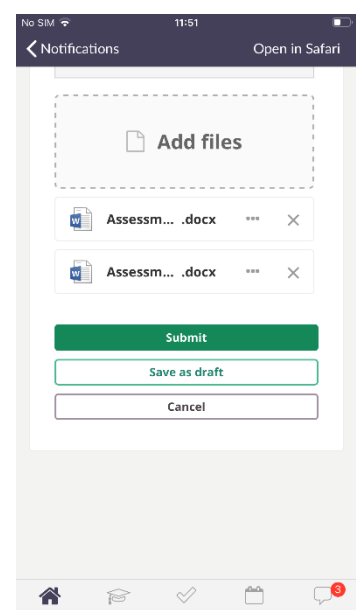 No SIM 11:51
Notifications Open in Safari
Add files
W Assessm... .docx
W Assessm... .docx
Submit
Save as draft
Cancel
3